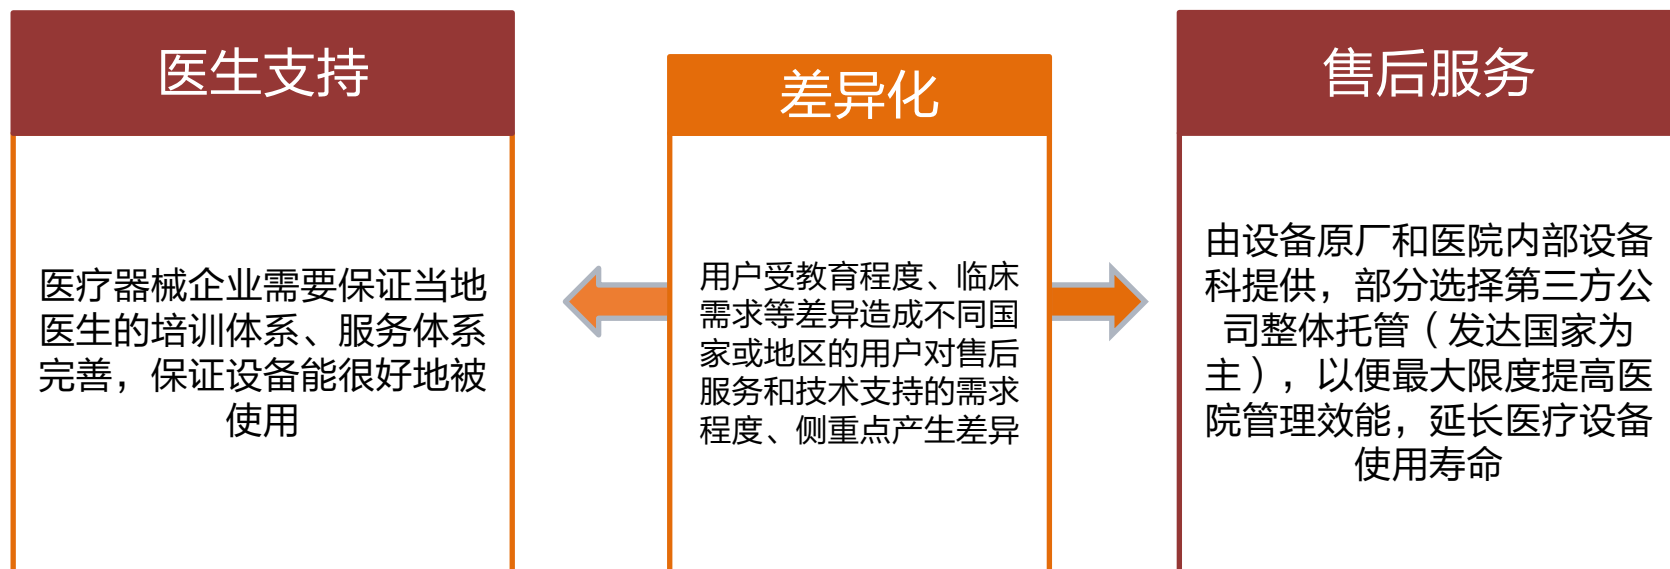 医生支持
医疗器械企业需要保证当地
医生的培训体系、服务体系
完善，保证设备能很好地被
使用
差异化
用户受教育程度、临床
需求等差异造成不同国
家或地区的用户对售后
服务和技术支持的需求
程度、侧重点产生差异
售后服务
由设备原厂和医院内部设备
科提供，部分选择第三方公
司整体托管（发达国家为
主），以便最大限度提高医
院管理效能，延长医疗设备
使用寿命